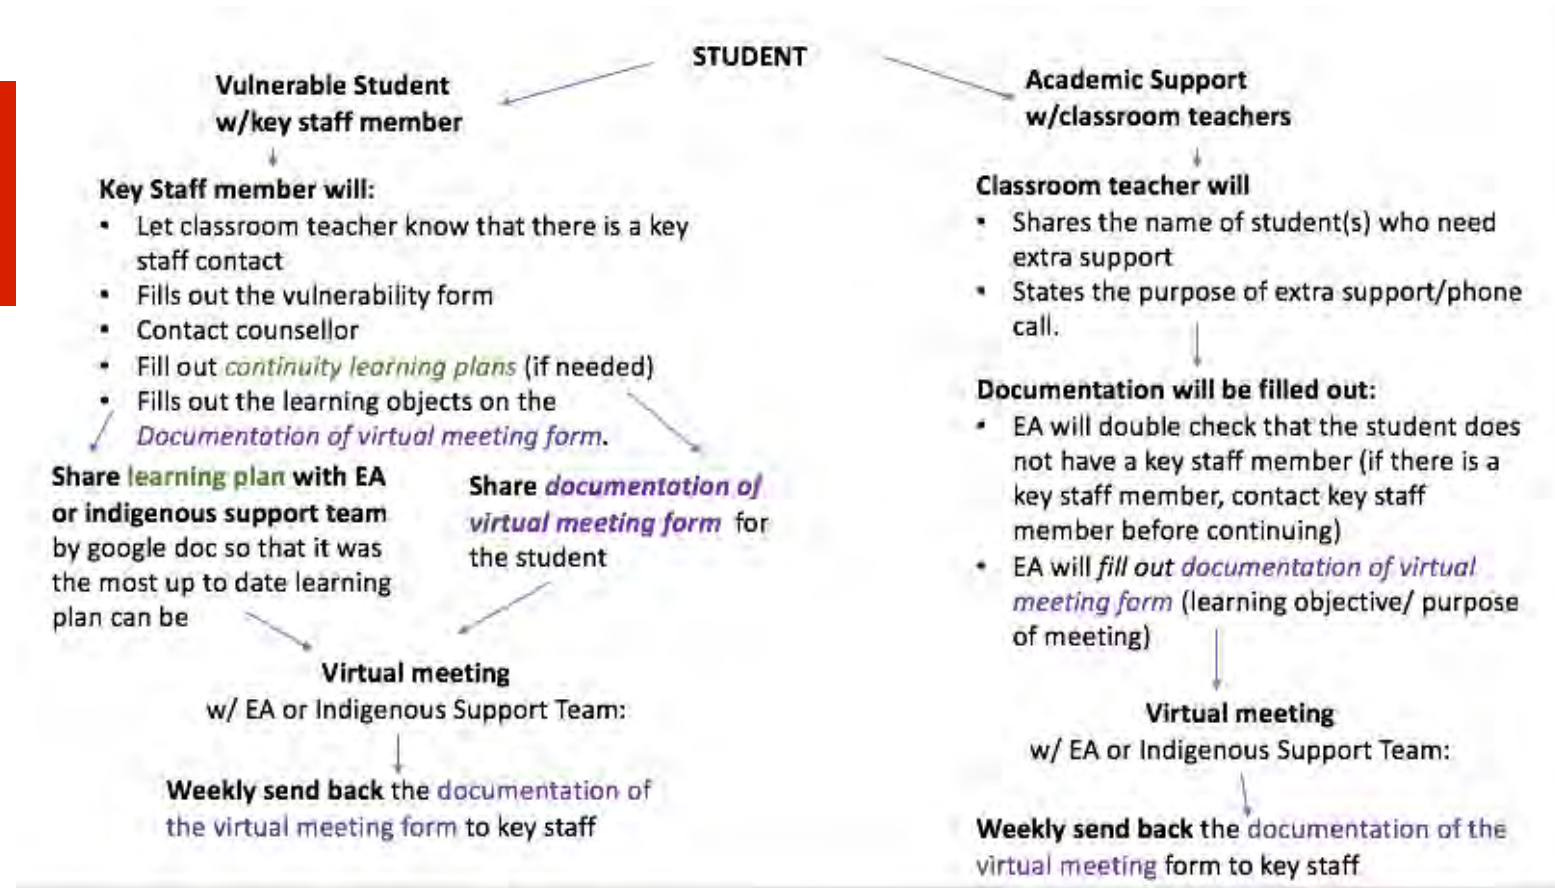 STUDENT
Vulnerable Student
w/key staff member
Key Staff member will:
• Let classroom teacher know that there is a key
staff contact
• Fills out the vulnerability form
• Contact counsellor
• Fill out continuity learning plans (if needed)
• Fills out the learning objects on the
Documentation of virtual meeting form.
Share learning plan with EA
or indigenous support team
by google doc so that it was
the most up to date learning
plan can be
Share documentation of
virtual meeting form for
the student
Virtual meeting
w/ EA or Indigenous Support Team:
Weekly send back the documentation of
the virtual meeting form to key staff
Academic Support
w/classroom teachers
Classroom teacher will
• Shares the name of student(s) who need
extra support
• States the purpose of extra support/phone
call.
Documentation will be filled out:
• EA will double check that the student does
not have a key staff member (if there is a
key staff member, contact key staff
member before continuing)
• EA will fill out documentation of virtual
meeting form (learning objective/ purpose
of meeting)
Virtual meeting
w/ EA or Indigenous Support Team:
Weekly send back the documentation of the
virtual meeting form to key staff